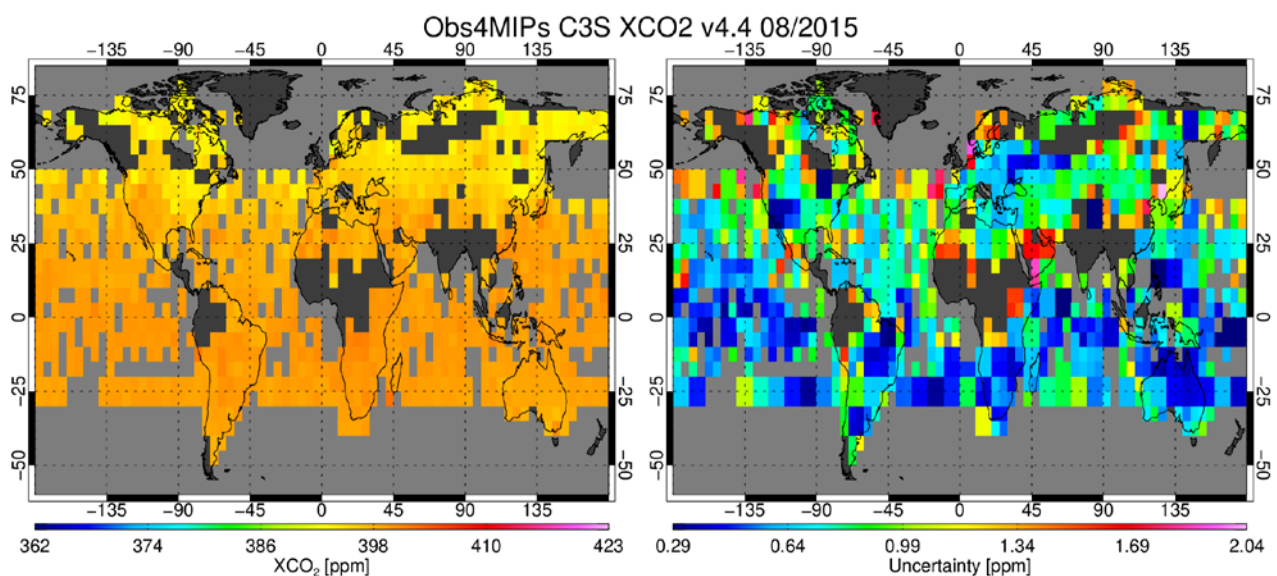 Obs4MIPs C3S XCO2 v4.4 08/2015
−135 −90 −45 0 45 90 135
−135 −90 −45 0 45 90 135
75 75 75 75
50 50 50 50
25 25 25 25
0 0 0 0
−25 −25 −25 −25
−50 −50 −50 −50
−135 −90 −45 0 45 90 135
−135 −90 −45 0 45 90 135
362 374 386 398 410 423
0.29 0.64 0.99 1.34 1.69 2.04
XCO₂ [ppm]
Uncertainty [ppm]